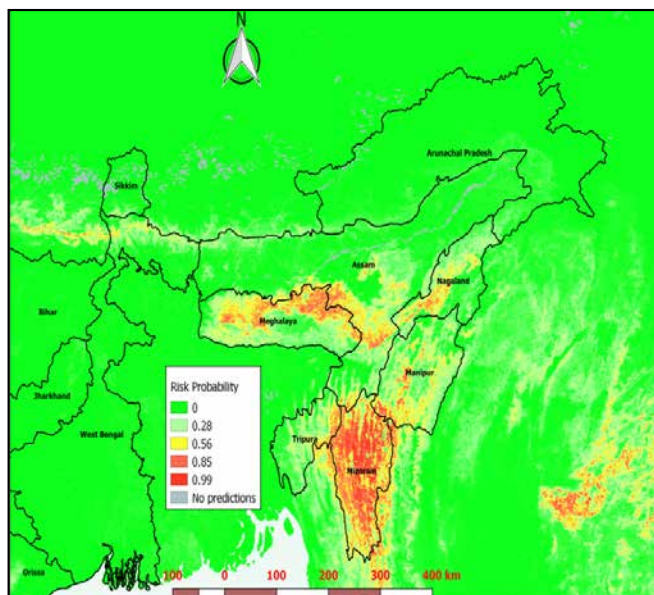 N
Arunachal Pradesh
Sikkim
Assam
Nagaland
Bihar
Meghalaya
Manipur
Risk Probability
0
0.28
0.56
0.85
0.99
No predictions
Jharkhand
West Bengal
Tripura
Mizoram
Orissa
100 0 100 200 300 400 km